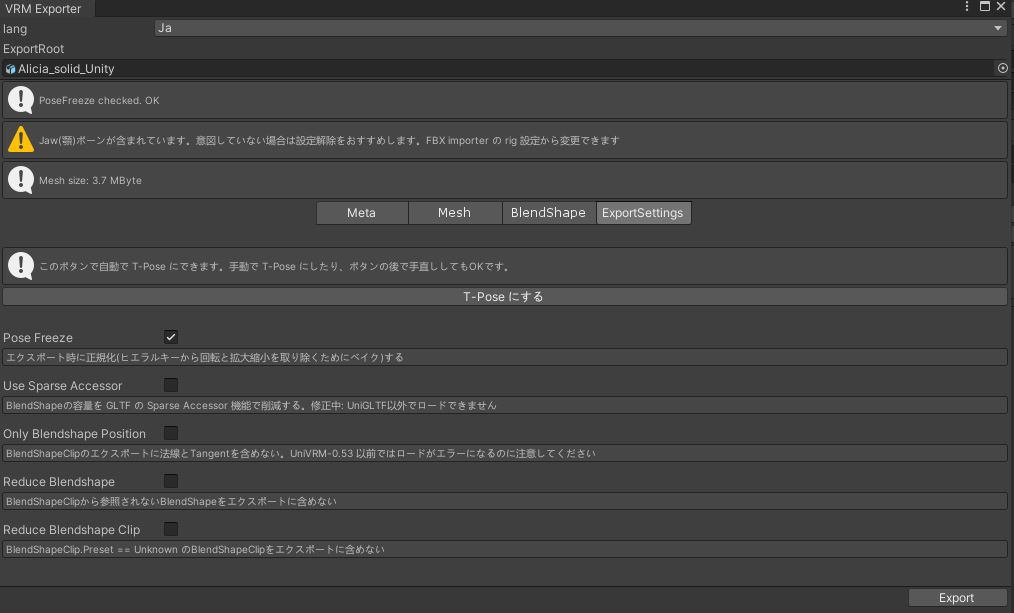 VRM Exporter
lang Ja
ExportRoot
Alicia_solid_Unity
PoseFreeze checked. OK
Jaw(顎)ボーンが含まれています。意図していない場合は設定解除をおすすめします。FBX importer の rig 設定から変更できます
Mesh size: 3.7 MByte
Meta Mesh BlendShape ExportSettings
このボタンで自動で T-Pose にできます。手動で T-Pose にしたり、ボタンの後で手直ししてもOKです。
T-Pose にする
Pose Freeze
エクスポート時に正規化(ヒエラルキーから回転と拡大縮小を取り除くためにベイク)する
Use Sparse Accessor
BlendShapeの容量を GLTF の Sparse Accessor 機能で削減する。修正中: UniGLTF以外でロードできません
Only Blendshape Position
BlendShapeClipのエクスポートに法線とTangentを含めない。UniVRM-0.53 以前ではロードがエラーになるのに注意してください
Reduce Blendshape
BlendShapeClipから参照されないBlendShapeをエクスポートに含めない
Reduce Blendshape Clip
BlendShapeClip.Preset == Unknown のBlendShapeClipをエクスポートに含めない
Export